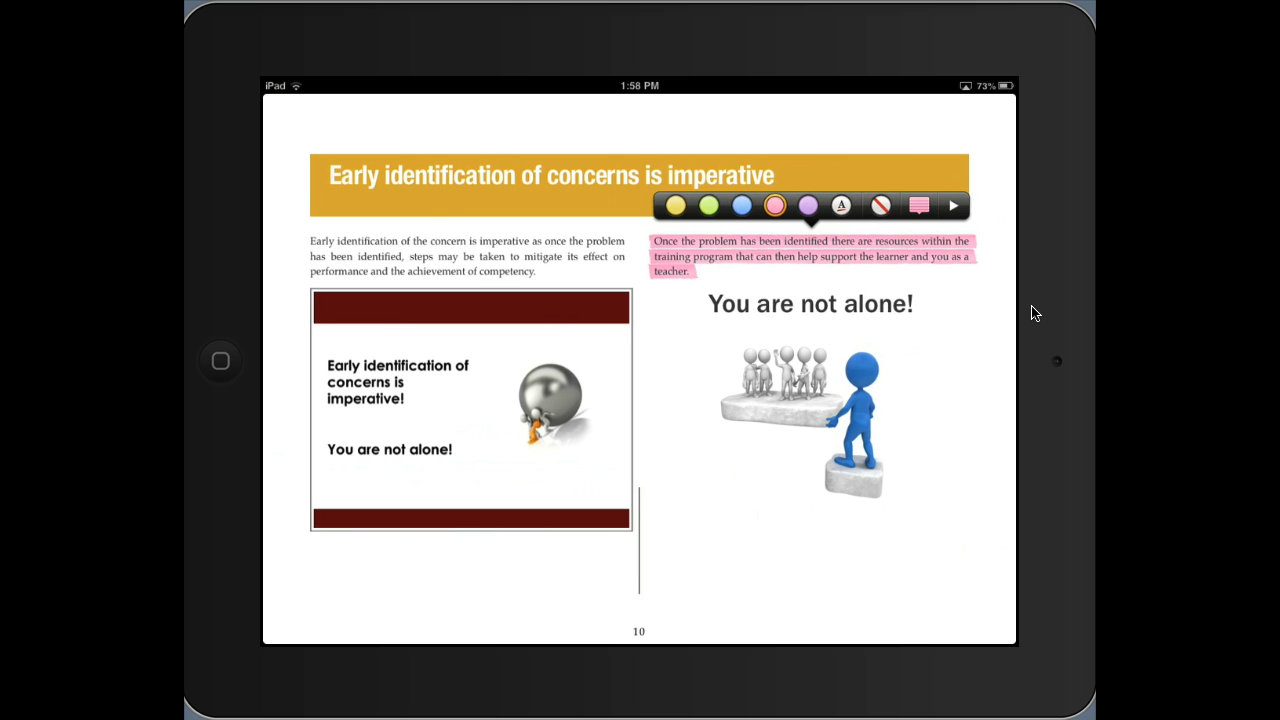 iPad
1:58 PM
73%
Early identification of concerns is imperative
A
Early identification of the concern is imperative as once the problem
has been identified, steps may be taken to mitigate its effect on
performance and the achievement of competency.
Early identification of
concerns is
imperative!
You are not alone!
Once the problem has been identified there are resources within the
training program that can then help support the learner and you as a
teacher.
You are not alone!
10